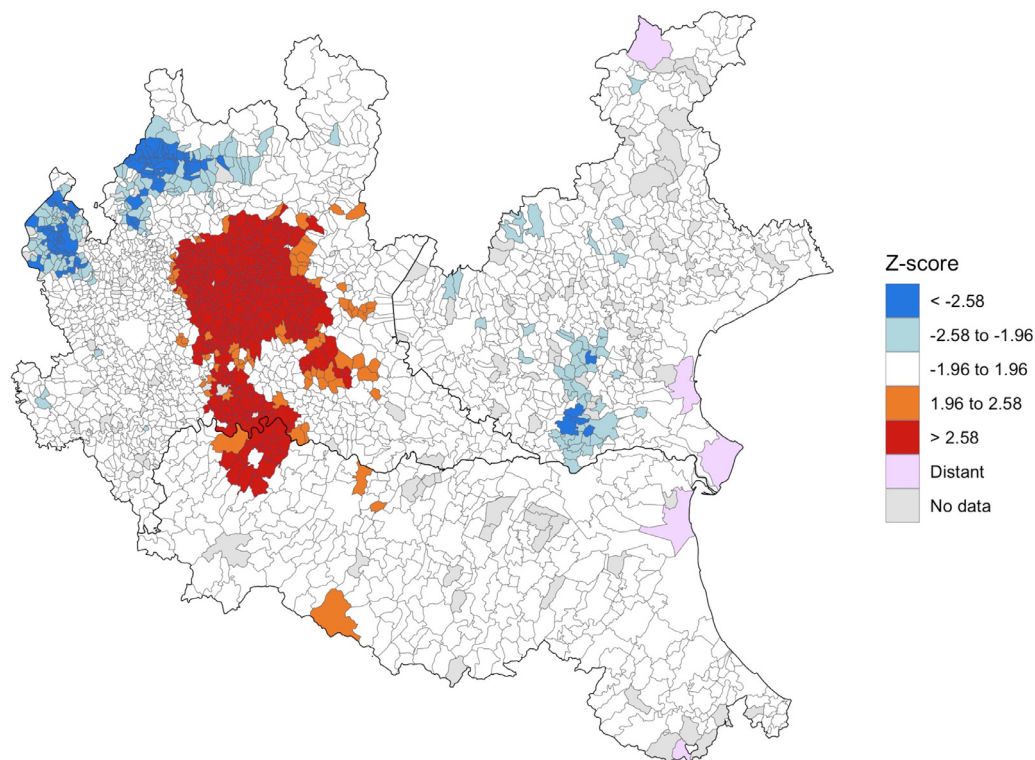 Z-score
< -2.58
-2.58 to -1.96
-1.96 to 1.96
1.96 to 2.58
> 2.58
Distant
No data